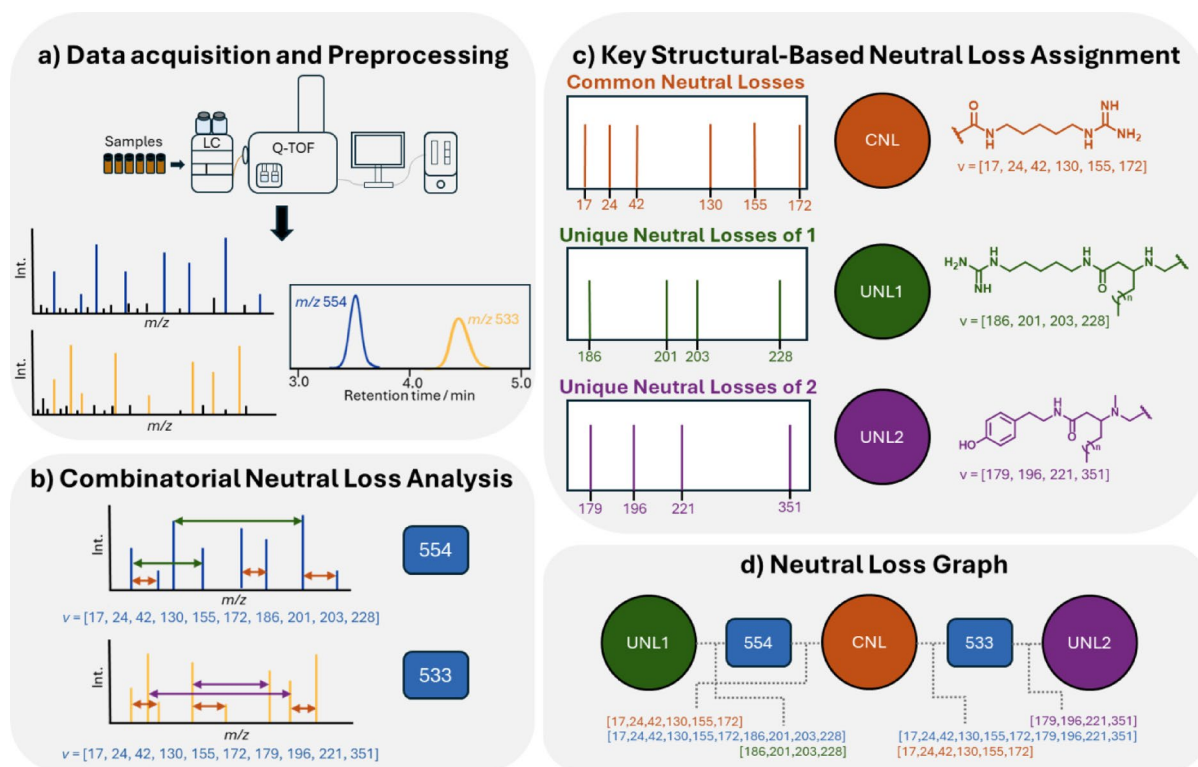 a) Data acquisition and Preprocessing
Samples
LC
Q-TOF
Int.
m/z
Int.
m/z
m/z 554
m/z 533
3.0 4.0 5.0
Retention time / min
b) Combinatorial Neutral Loss Analysis
Int.
m/z
554
v = [17, 24, 42, 130, 155, 172, 186, 201, 203, 228]
Int.
m/z
533
v = [17, 24, 42, 130, 155, 172, 179, 196, 221, 351]
c) Key Structural-Based Neutral Loss Assignment
Common Neutral Losses
17 24 42 130 155 172
CNL
O
N
H
N
H
NH
NH₂
v = [17, 24, 42, 130, 155, 172]
Unique Neutral Losses of 1
186 201 203 228
UNL1
H₂N
H
N
NH
H
N
O
H
N
n
v = [186, 201, 203, 228]
Unique Neutral Losses of 2
179 196 221 351
UNL2
HO
H
N
O
N
n
v = [179, 196, 221, 351]
d) Neutral Loss Graph
UNL1
554
CNL
533
UNL2
[17,24,42,130,155,172]
[17,24,42,130,155,172,186,201,203,228]
[186,201,203,228]
[179,196,221,351]
[17,24,42,130,155,172,179,196,221,351]
[17,24,42,130,155,172]